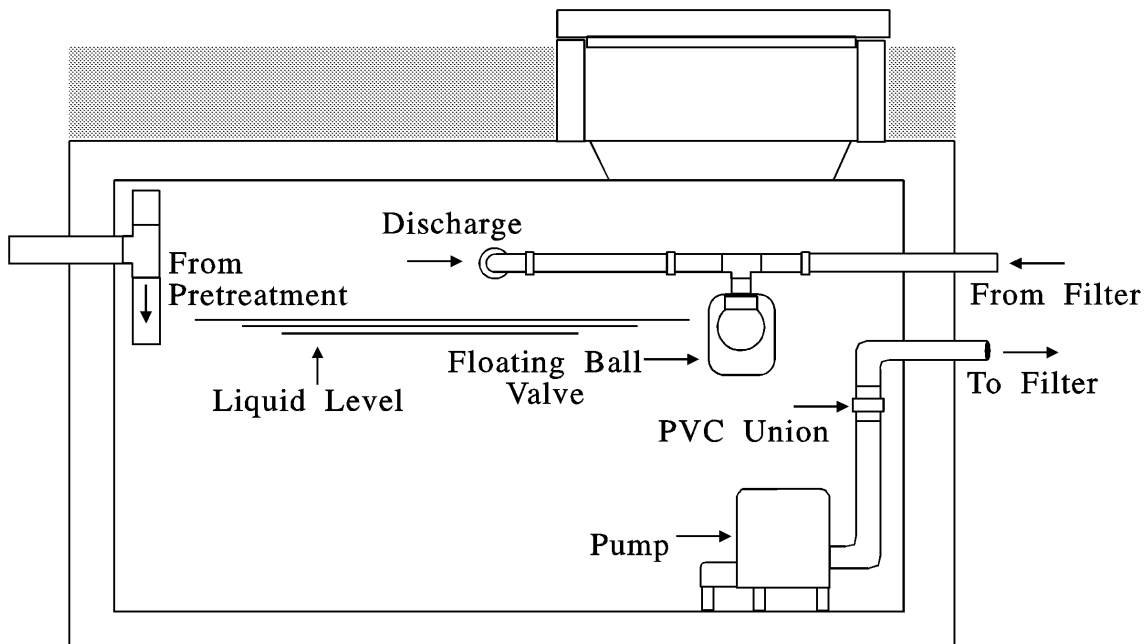 Discharge
From
Pretreatment
From Filter
Floating Ball
Valve
To Filter
Liquid Level
PVC Union
Pump